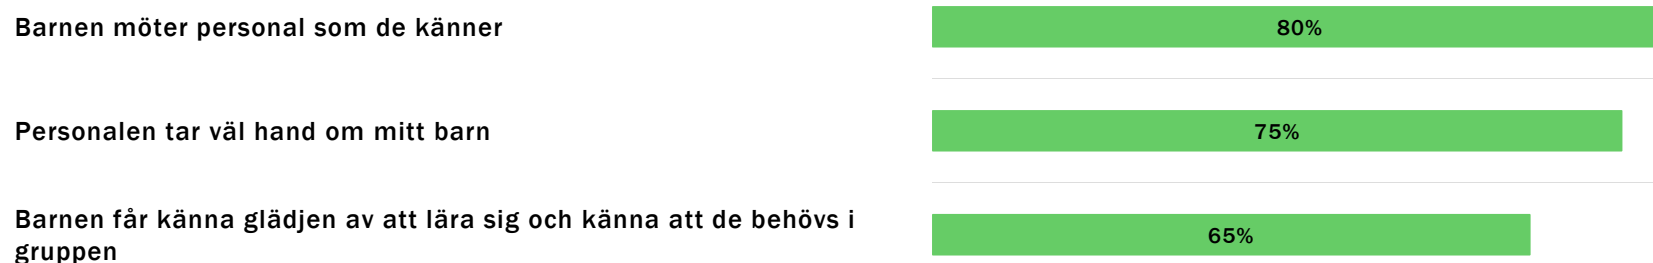 Barnen möter personal som de känner
80%
Personalen tar väl hand om mitt barn
75%
Barnen får känna glädjen av att lära sig och känna att de behövs i
gruppen
65%